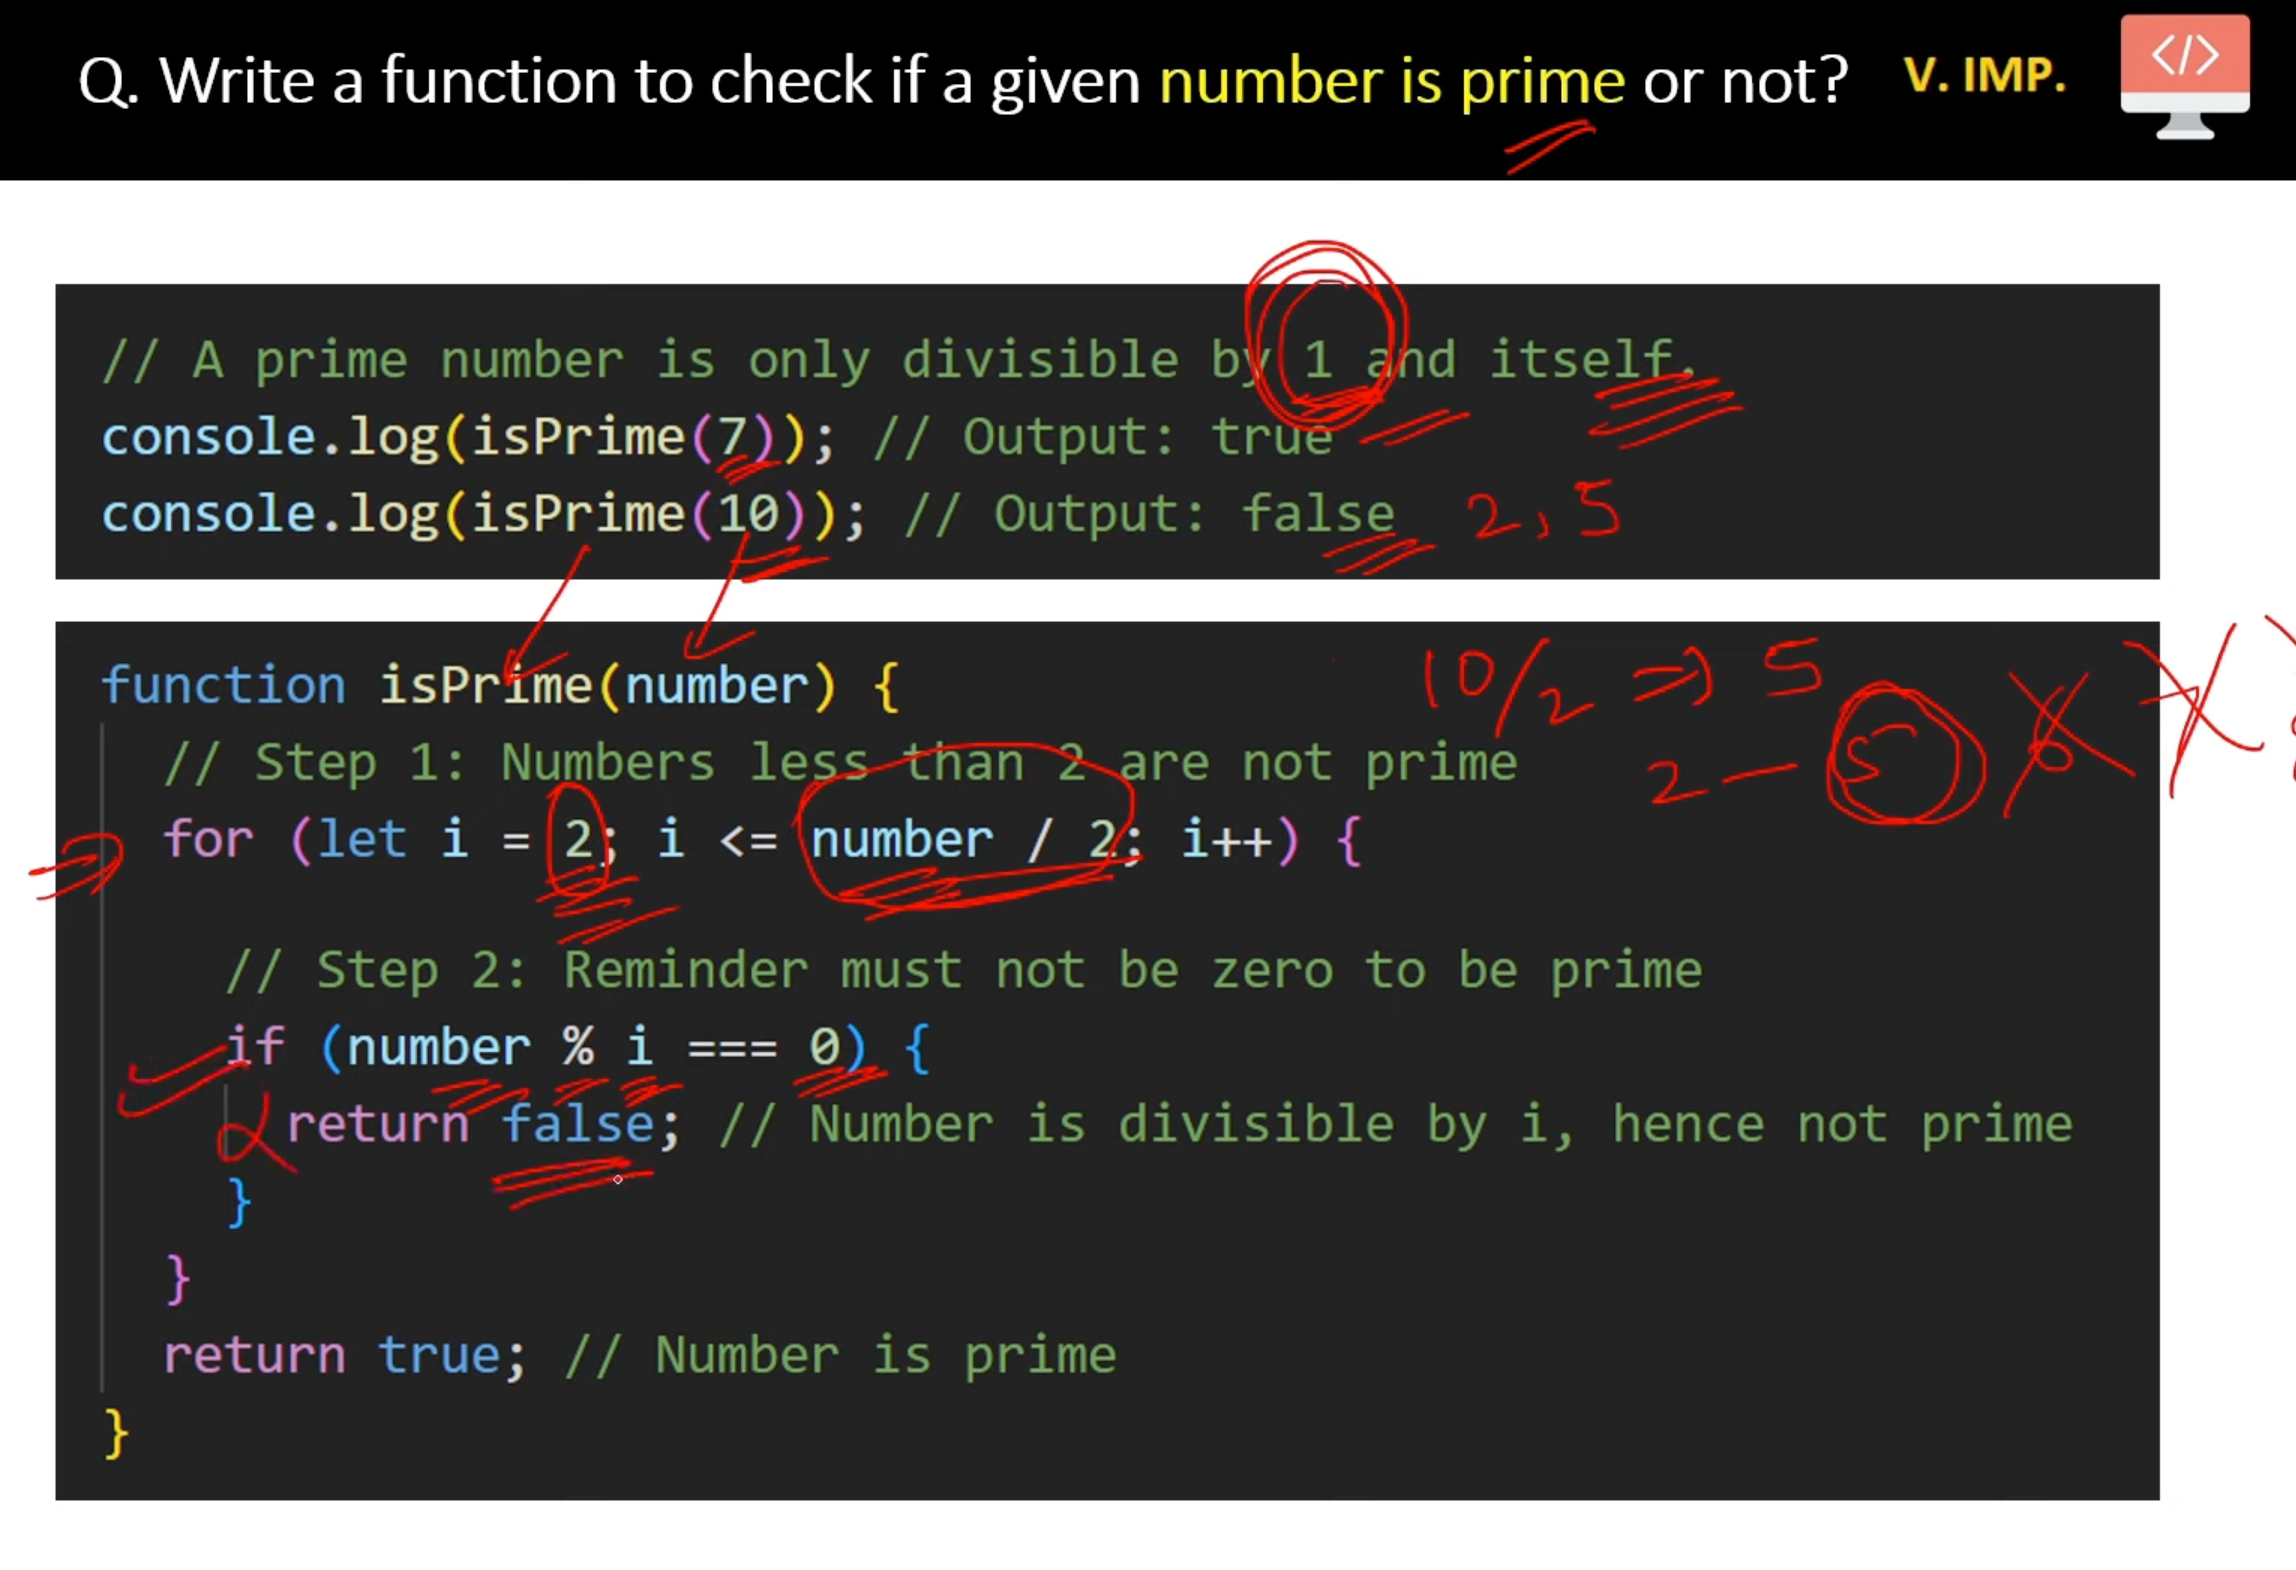 Q. Write a function to check if a given number is prime or not? V. IMP. </>
// A prime number is only divisible by 1 and itself.
console.log(isPrime(7)); // Output: true
console.log(isPrime(10)); // Output: false 2,5
function isPrime(number) { 10/2 => 5
// Step 1: Numbers less than 2 are not prime 2 — 5 6
for (let i = 2; i <= number / 2; i++) {
// Step 2: Reminder must not be zero to be prime
if (number % i === 0) {
return false; // Number is divisible by i, hence not prime
}
}
return true; // Number is prime
}